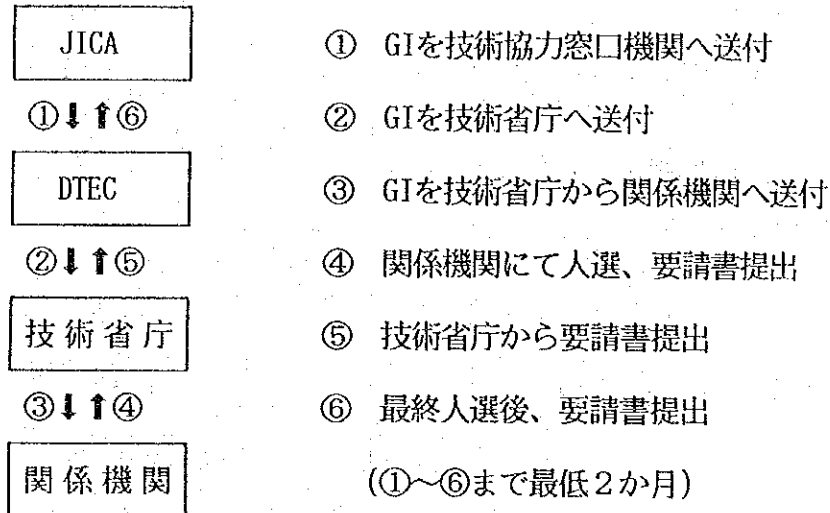 JICA ① GIを技術協力窓口機関へ送付
①⬇⇧⑥ ② GIを技術省庁へ送付
DTEC ③ GIを技術省庁から関係機関へ送付
②⬇⇧⑤ ④ 関係機関にて人選、要請書提出
技術省庁 ⑤ 技術省庁から要請書提出
③⬇⇧④ ⑥ 最終人選後、要請書提出
関係機関 (①〜⑥まで最低2か月)